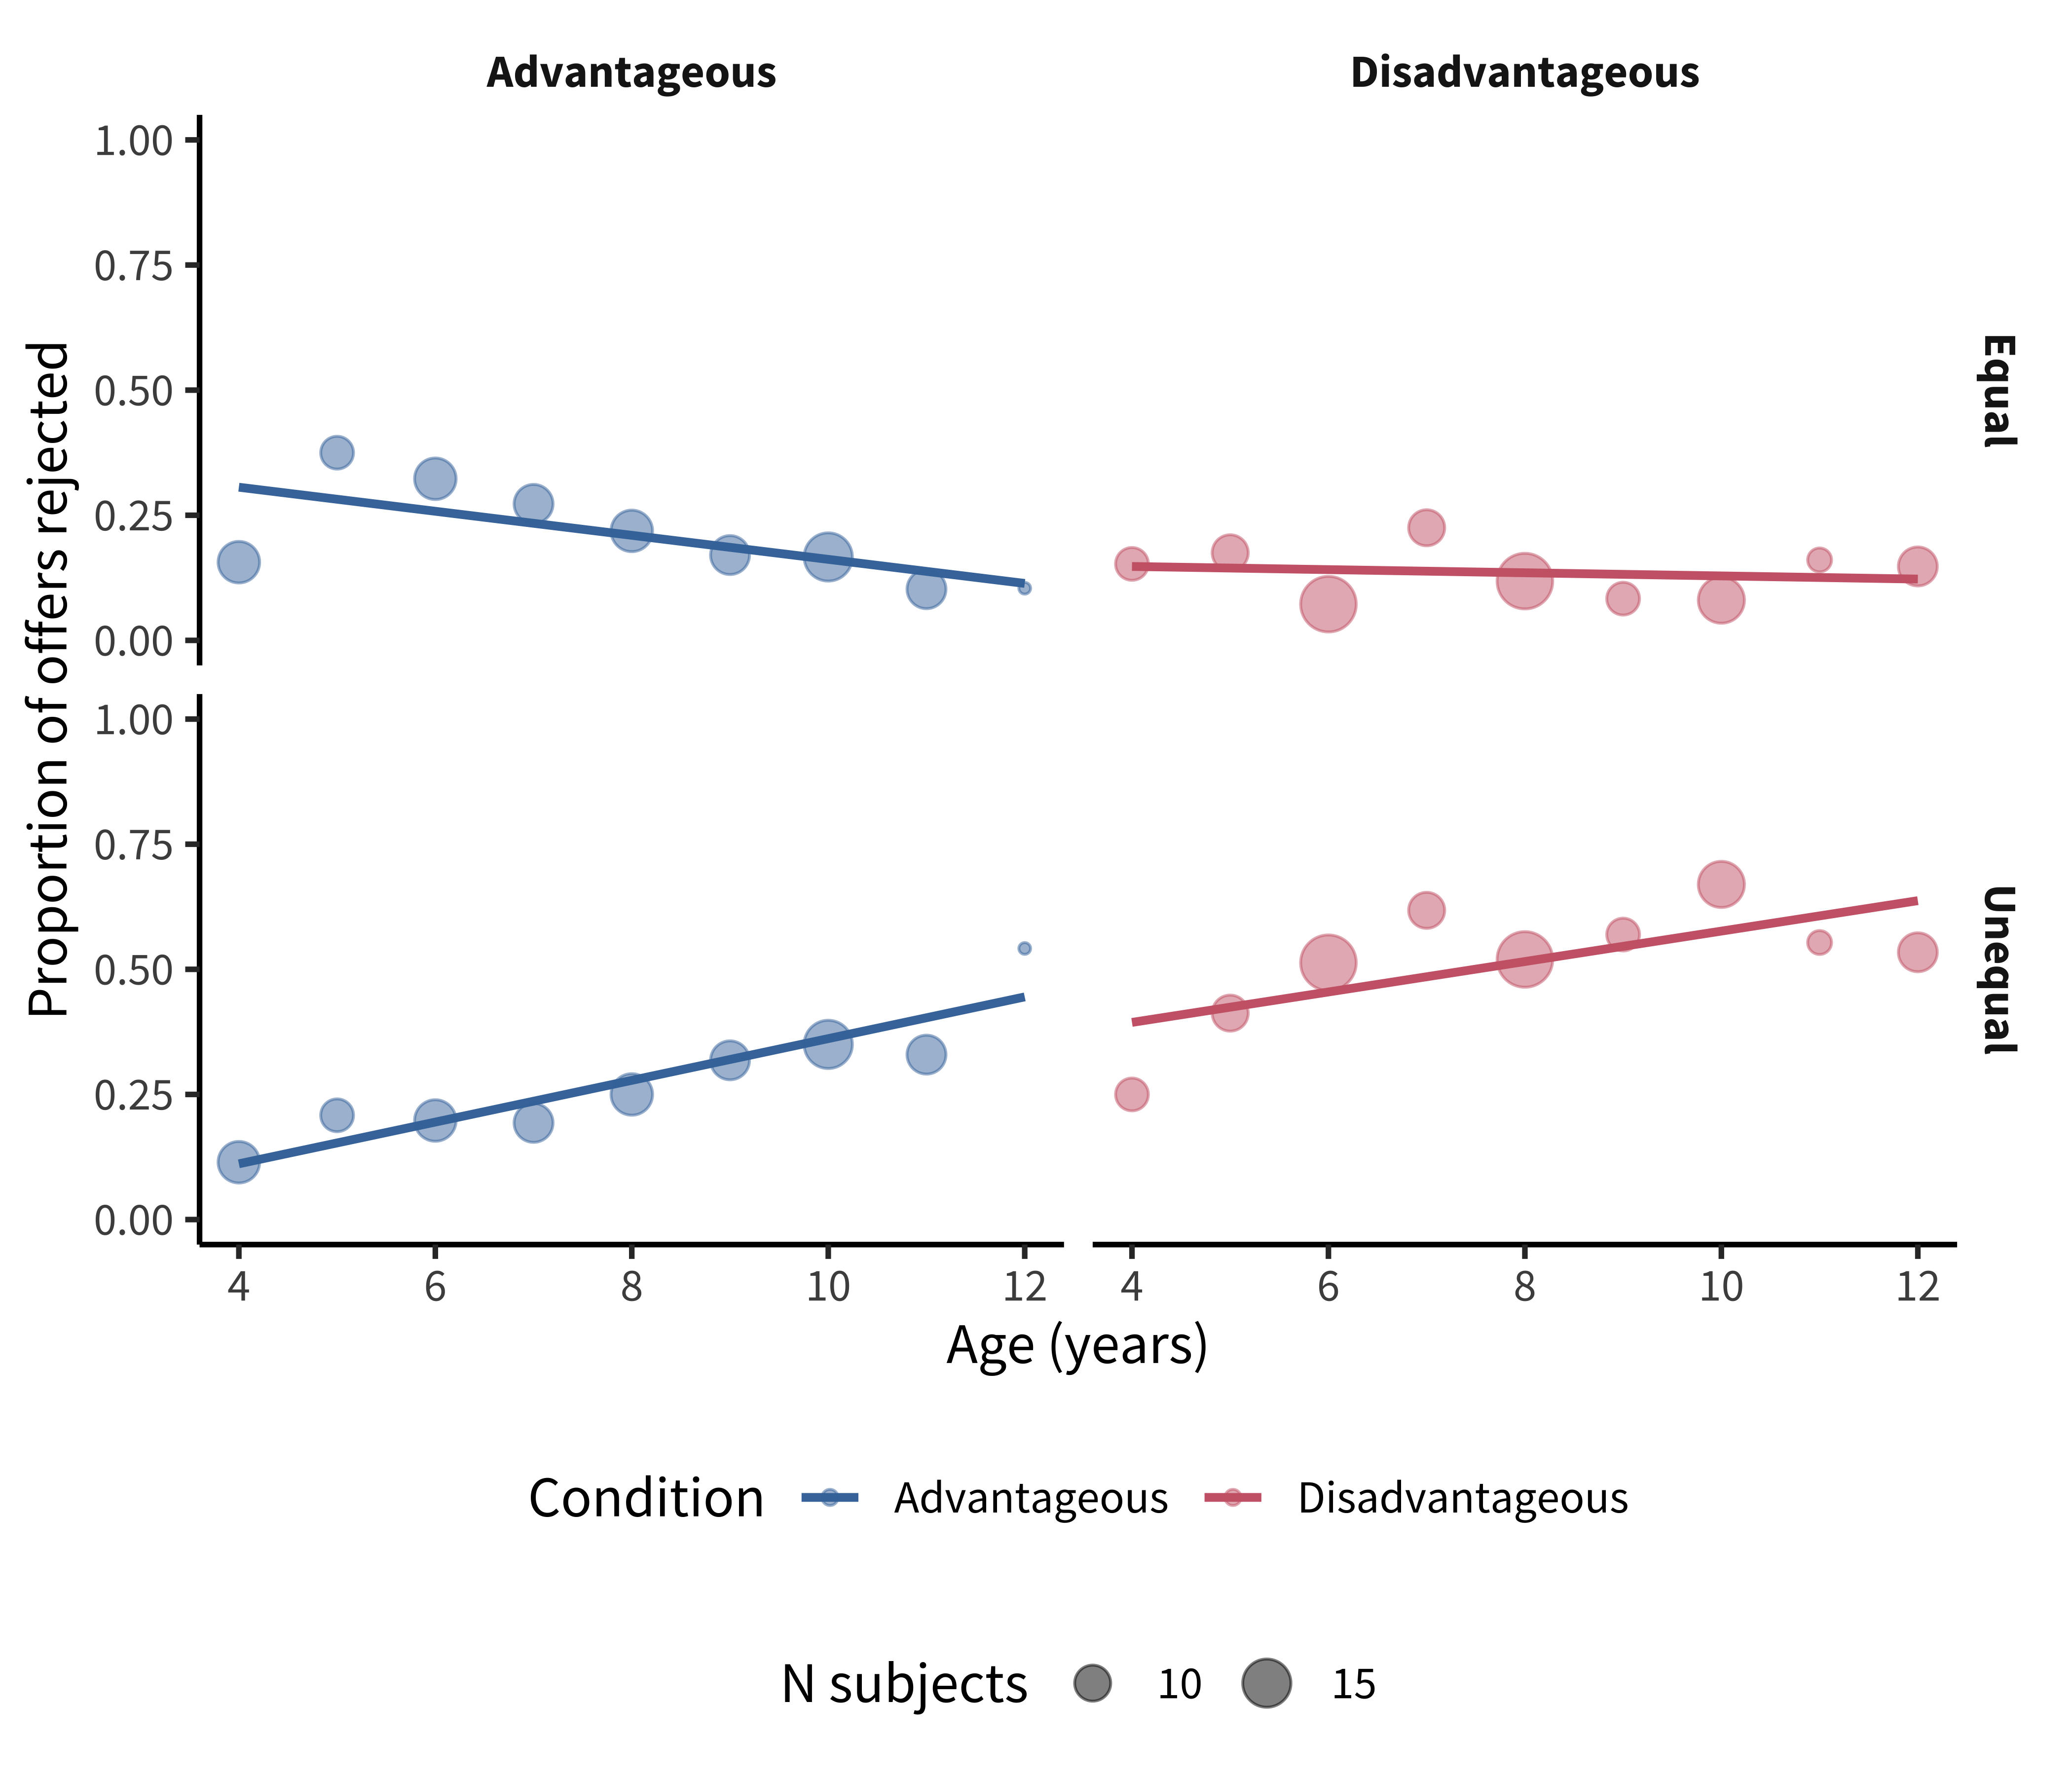 Advantageous
Disadvantageous
Proportion of offers rejected
1.00
0.75
0.50
0.25
0.00
Equal
1.00
0.75
0.50
0.25
0.00
Unequal
4 6 8 10 12 4 6 8 10 12
Age (years)
Condition Advantageous Disadvantageous
N subjects 10 15